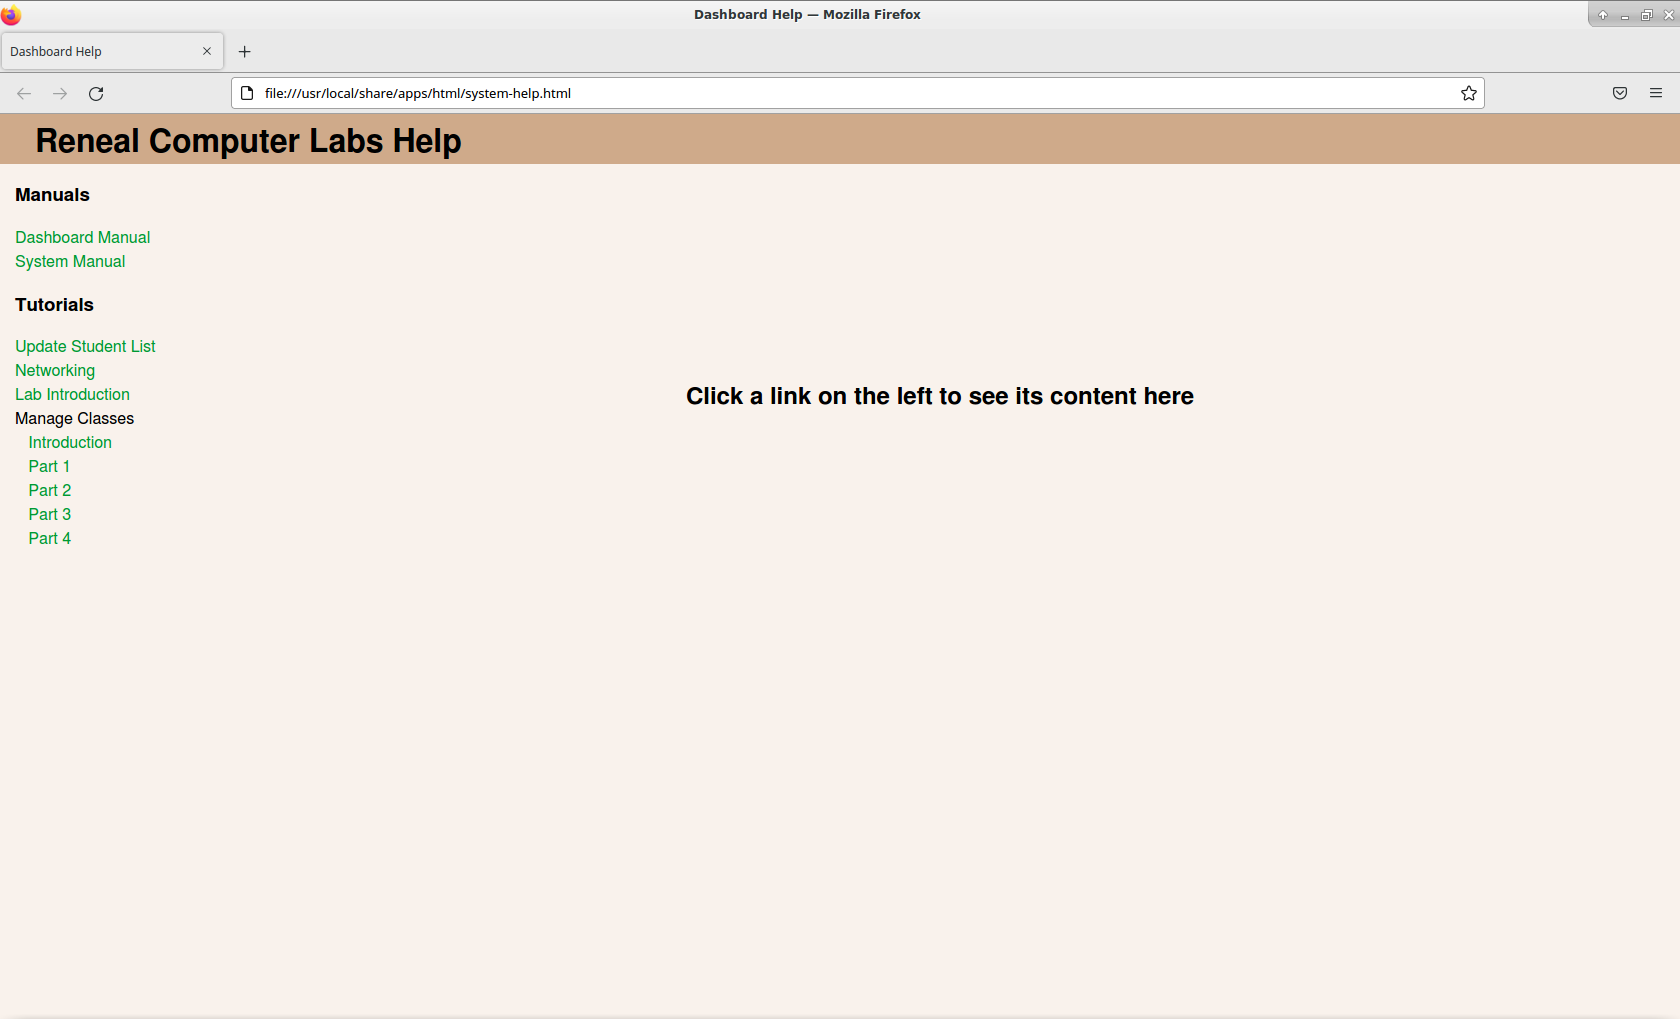 Dashboard Help — Mozilla Firefox
Dashboard Help
file:///usr/local/share/apps/html/system-help.html
Reneal Computer Labs Help
Manuals
Dashboard Manual
System Manual
Tutorials
Update Student List
Networking
Lab Introduction
Manage Classes
Introduction
Part 1
Part 2
Part 3
Part 4
Click a link on the left to see its content here